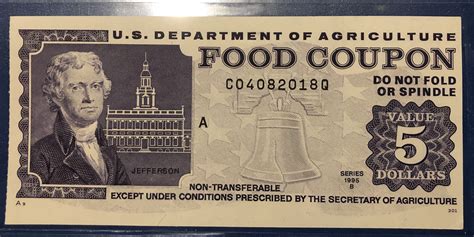 U.S. DEPARTMENT OF AGRICULTURE
FOOD COUPON
C04082018Q
DO NOT FOLD
OR SPINDLE
A
VALUE
5
DOLLARS
JEFFERSON
SERIES
1995
B
NON-TRANSFERABLE
EXCEPT UNDER CONDITIONS PRESCRIBED BY THE SECRETARY OF AGRICULTURE